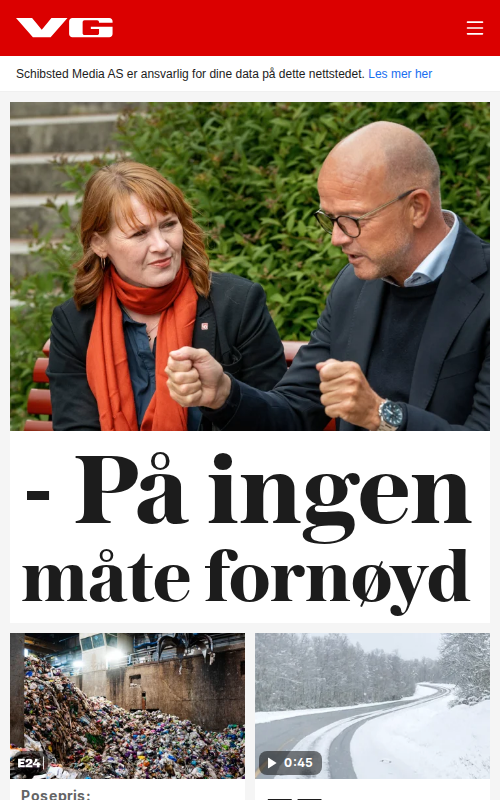 VG
Schibsted Media AS er ansvarlig for dine data på dette nettstedet. Les mer her
- På ingen
måte fornøyd
E24
0:45
Posepris: